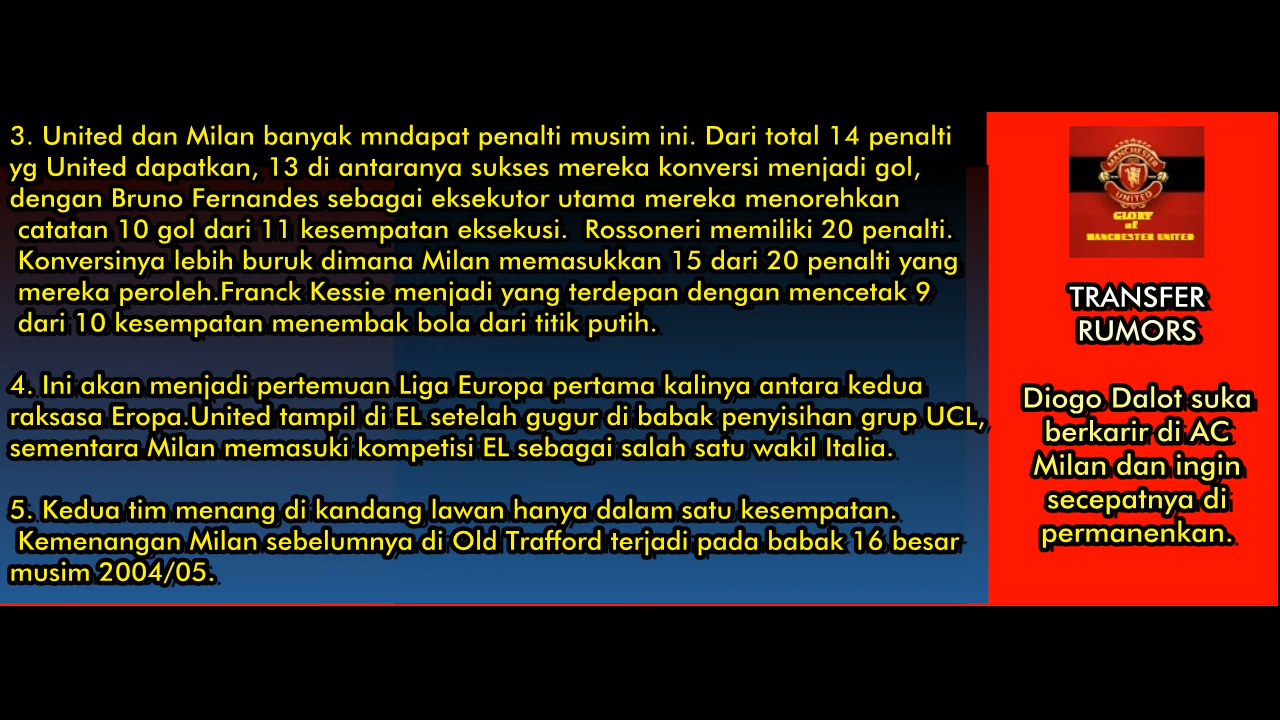 3. United dan Milan banyak mndapat penalti musim ini. Dari total 14 penalti
yg United dapatkan, 13 di antaranya sukses mereka konversi menjadi gol,
dengan Bruno Fernandes sebagai eksekutor utama mereka menorehkan
catatan 10 gol dari 11 kesempatan eksekusi.  Rossoneri memiliki 20 penalti.
Konversinya lebih buruk dimana Milan memasukkan 15 dari 20 penalti yang
mereka peroleh.Franck Kessie menjadi yang terdepan dengan mencetak 9
dari 10 kesempatan menembak bola dari titik putih.
4. Ini akan menjadi pertemuan Liga Europa pertama kalinya antara kedua
raksasa Eropa.United tampil di EL setelah gugur di babak penyisihan grup UCL,
sementara Milan memasuki kompetisi EL sebagai salah satu wakil Italia.
5. Kedua tim menang di kandang lawan hanya dalam satu kesempatan.
Kemenangan Milan sebelumnya di Old Trafford terjadi pada babak 16 besar
musim 2004/05.
MANCHESTER
UNITED
GLORY
of
MANCHESTER UNITED
TRANSFER
RUMORS
Diogo Dalot suka
berkarir di AC
Milan dan ingin
secepatnya di
permanenkan.